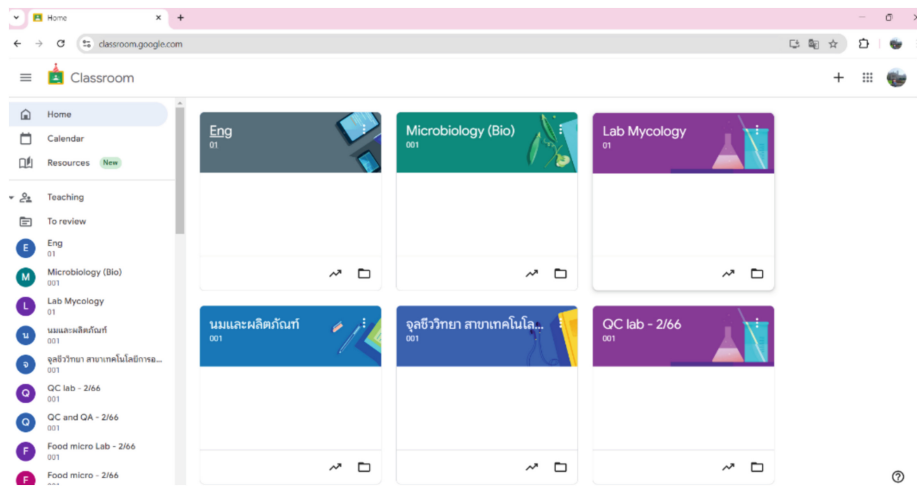 Home
classroom.google.com
Classroom
Home
Calendar
Resources New
Teaching
To review
E Eng
01
M Microbiology (Bio)
001
L Lab Mycology
01
น นมและผลิตภัณฑ์
001
จ จุลชีววิทยา สาขาเทคโนโลยีการอ...
001
Q QC lab - 2/66
001
Q QC and QA - 2/66
001
F Food micro Lab - 2/66
001
F Food micro - 2/66
Eng
01
Microbiology (Bio)
001
Lab Mycology
01
นมและผลิตภัณฑ์
001
จุลชีววิทยา สาขาเทคโนโล...
001
QC lab - 2/66
001